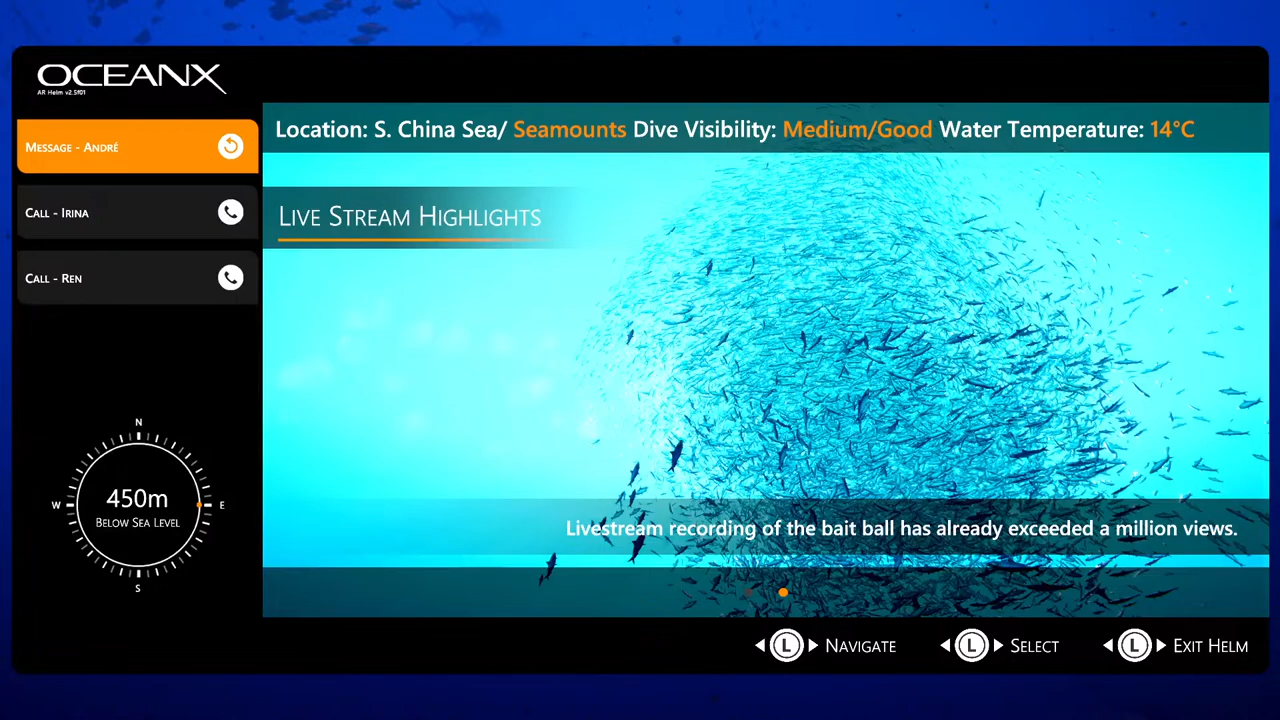 OCEANX
AR Helm v2.5f01
Location: S. China Sea/ Seamounts Dive Visibility: Medium/Good Water Temperature: 14°C
Message - André
Call - Irina
Call - Ren
Live Stream Highlights
N
W
E
S
450m
Below Sea Level
Livestream recording of the bait ball has already exceeded a million views.
L Navigate
L Select
L Exit Helm